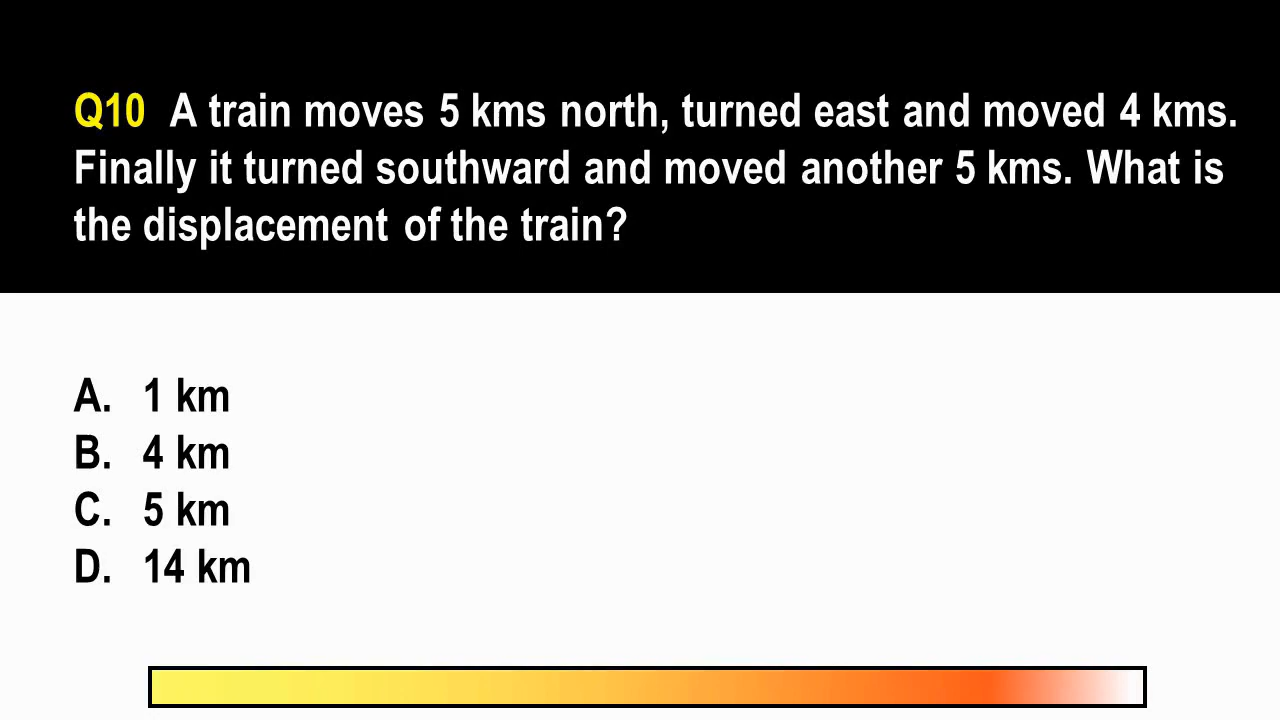 Q10 A train moves 5 kms north, turned east and moved 4 kms.
Finally it turned southward and moved another 5 kms. What is
the displacement of the train?
A. 1 km
B. 4 km
C. 5 km
D. 14 km